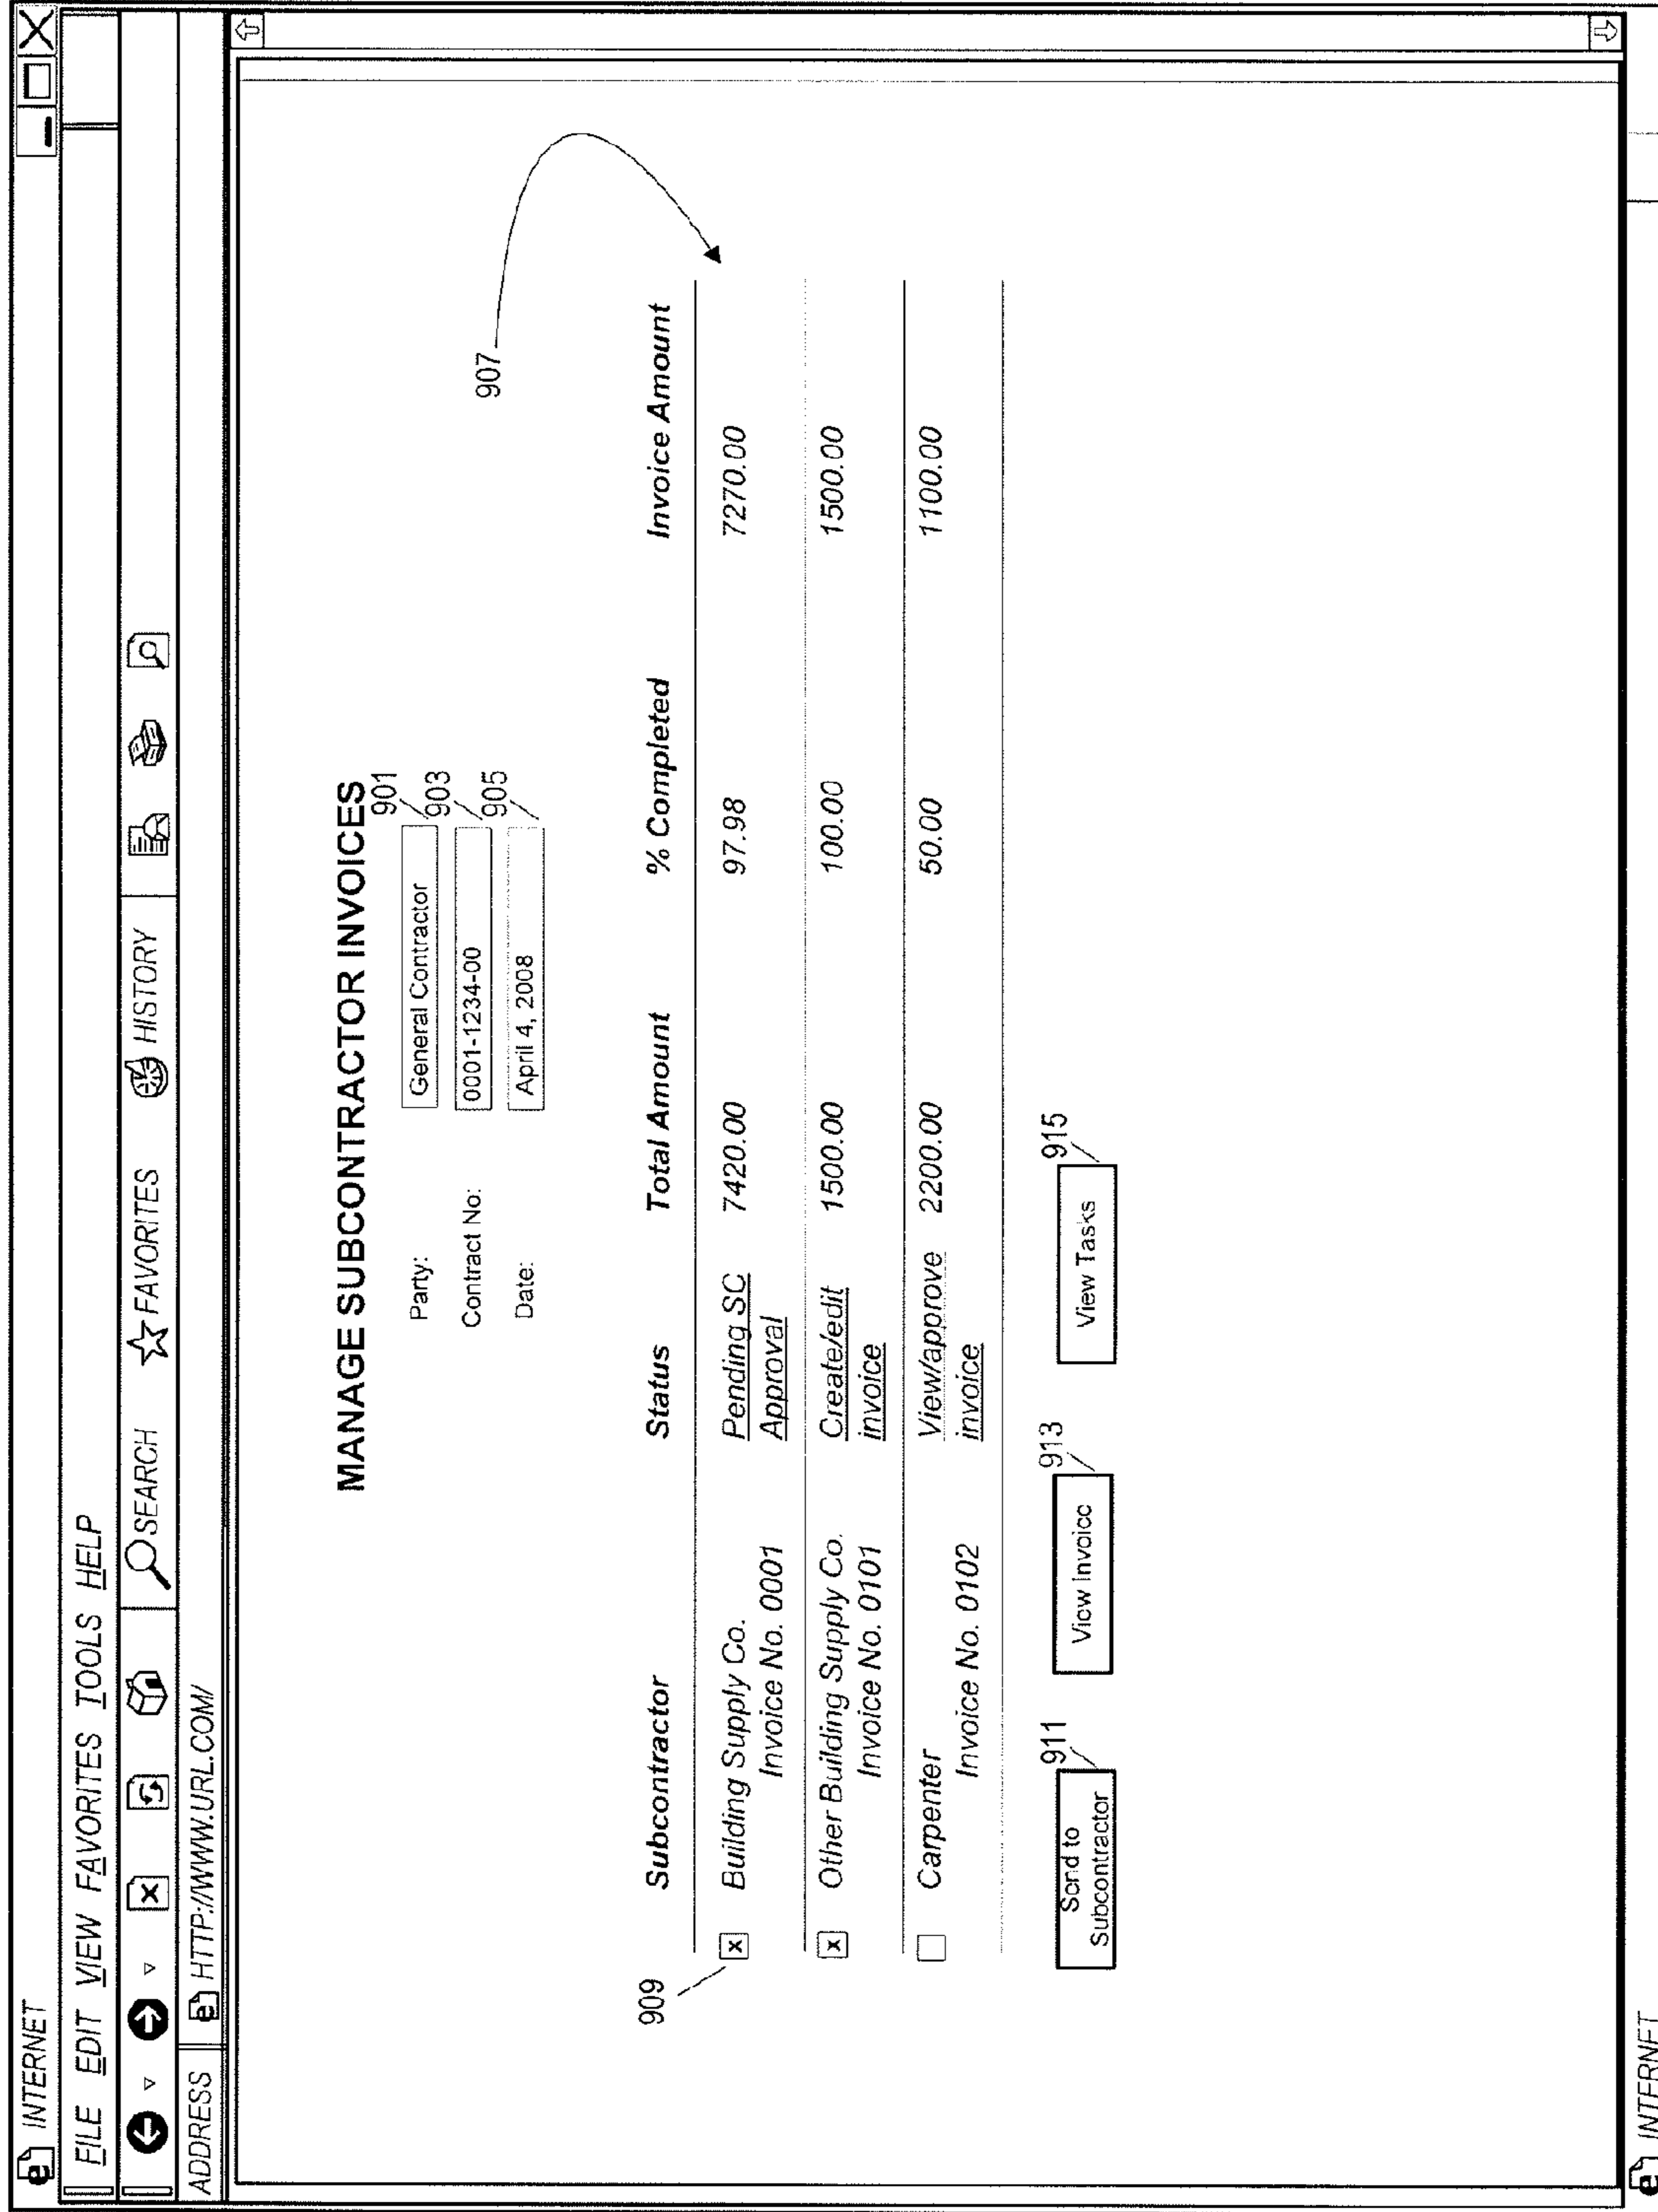 INTERNET
FILE EDIT VIEW FAVORITES TOOLS HELP
SEARCH FAVORITES HISTORY
ADDRESS HTTP://WWW.URL.COM/
MANAGE SUBCONTRACTOR INVOICES
901
Party: General Contractor
903
Contract No: 0001-1234-00
905
Date: April 4, 2008
907
909
Subcontractor Status Total Amount % Completed Invoice Amount
x Building Supply Co. Pending SC 7420.00 97.98 7270.00
Invoice No. 0001 Approval
x Other Building Supply Co. Create/edit 1500.00 100.00 1500.00
Invoice No. 0101 invoice
Carpenter View/approve 2200.00 50.00 1100.00
Invoice No. 0102 invoice
911 913 915
Send to
Subcontractor
View Invoice
View Tasks
INTERNET